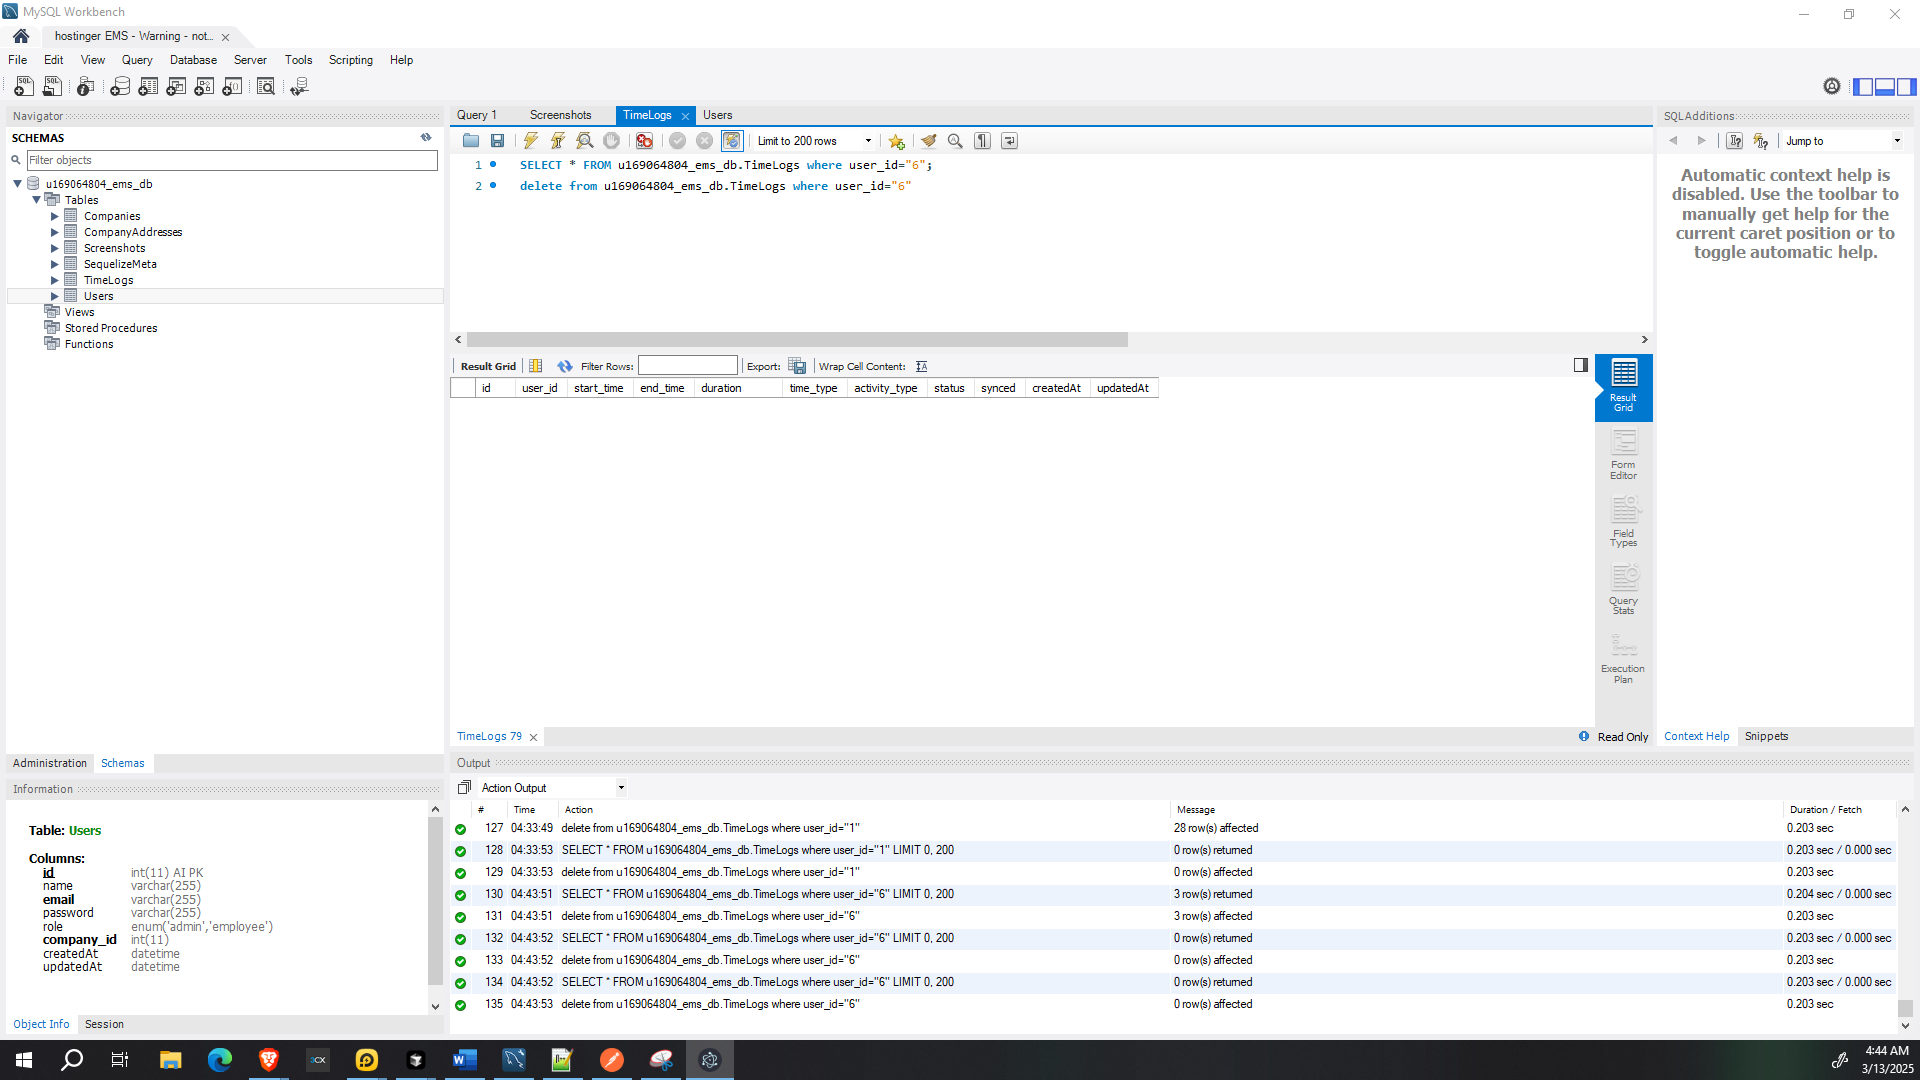 MySQL Workbench
hostinger EMS - Warning - not...
File Edit View Query Database Server Tools Scripting Help
Navigator
SCHEMAS
Filter objects
u169064804_ems_db
Tables
Companies
CompanyAddresses
Screenshots
SequelizeMeta
TimeLogs
Users
Views
Stored Procedures
Functions
Administration Schemas
Information
Table: Users
Columns:
id int(11) AI PK
name varchar(255)
email varchar(255)
password varchar(255)
role enum('admin','employee')
company_id int(11)
createdAt datetime
updatedAt datetime
Object Info Session
Query 1 Screenshots TimeLogs Users
Limit to 200 rows
1 SELECT * FROM u169064804_ems_db.TimeLogs where user_id="6";
2 delete from u169064804_ems_db.TimeLogs where user_id="6"
Result Grid Filter Rows: Export: Wrap Cell Content:
id user_id start_time end_time duration time_type activity_type status synced createdAt updatedAt
Result Grid
Form Editor
Field Types
Query Stats
Execution Plan
TimeLogs 79 Read Only
Output
Action Output
# Time Action Message Duration / Fetch
127 04:33:49 delete from u169064804_ems_db.TimeLogs where user_id="1" 28 row(s) affected 0.203 sec
128 04:33:53 SELECT * FROM u169064804_ems_db.TimeLogs where user_id="1" LIMIT 0, 200 0 row(s) returned 0.203 sec / 0.000 sec
129 04:33:53 delete from u169064804_ems_db.TimeLogs where user_id="1" 0 row(s) affected 0.203 sec
130 04:43:51 SELECT * FROM u169064804_ems_db.TimeLogs where user_id="6" LIMIT 0, 200 3 row(s) returned 0.204 sec / 0.000 sec
131 04:43:51 delete from u169064804_ems_db.TimeLogs where user_id="6" 3 row(s) affected 0.203 sec
132 04:43:52 SELECT * FROM u169064804_ems_db.TimeLogs where user_id="6" LIMIT 0, 200 0 row(s) returned 0.203 sec / 0.000 sec
133 04:43:52 delete from u169064804_ems_db.TimeLogs where user_id="6" 0 row(s) affected 0.203 sec
134 04:43:52 SELECT * FROM u169064804_ems_db.TimeLogs where user_id="6" LIMIT 0, 200 0 row(s) returned 0.203 sec / 0.000 sec
135 04:43:53 delete from u169064804_ems_db.TimeLogs where user_id="6" 0 row(s) affected 0.203 sec
SQLAdditions
Jump to
Automatic context help is
disabled. Use the toolbar to
manually get help for the
current caret position or to
toggle automatic help.
Context Help Snippets
4:44 AM
3/13/2025